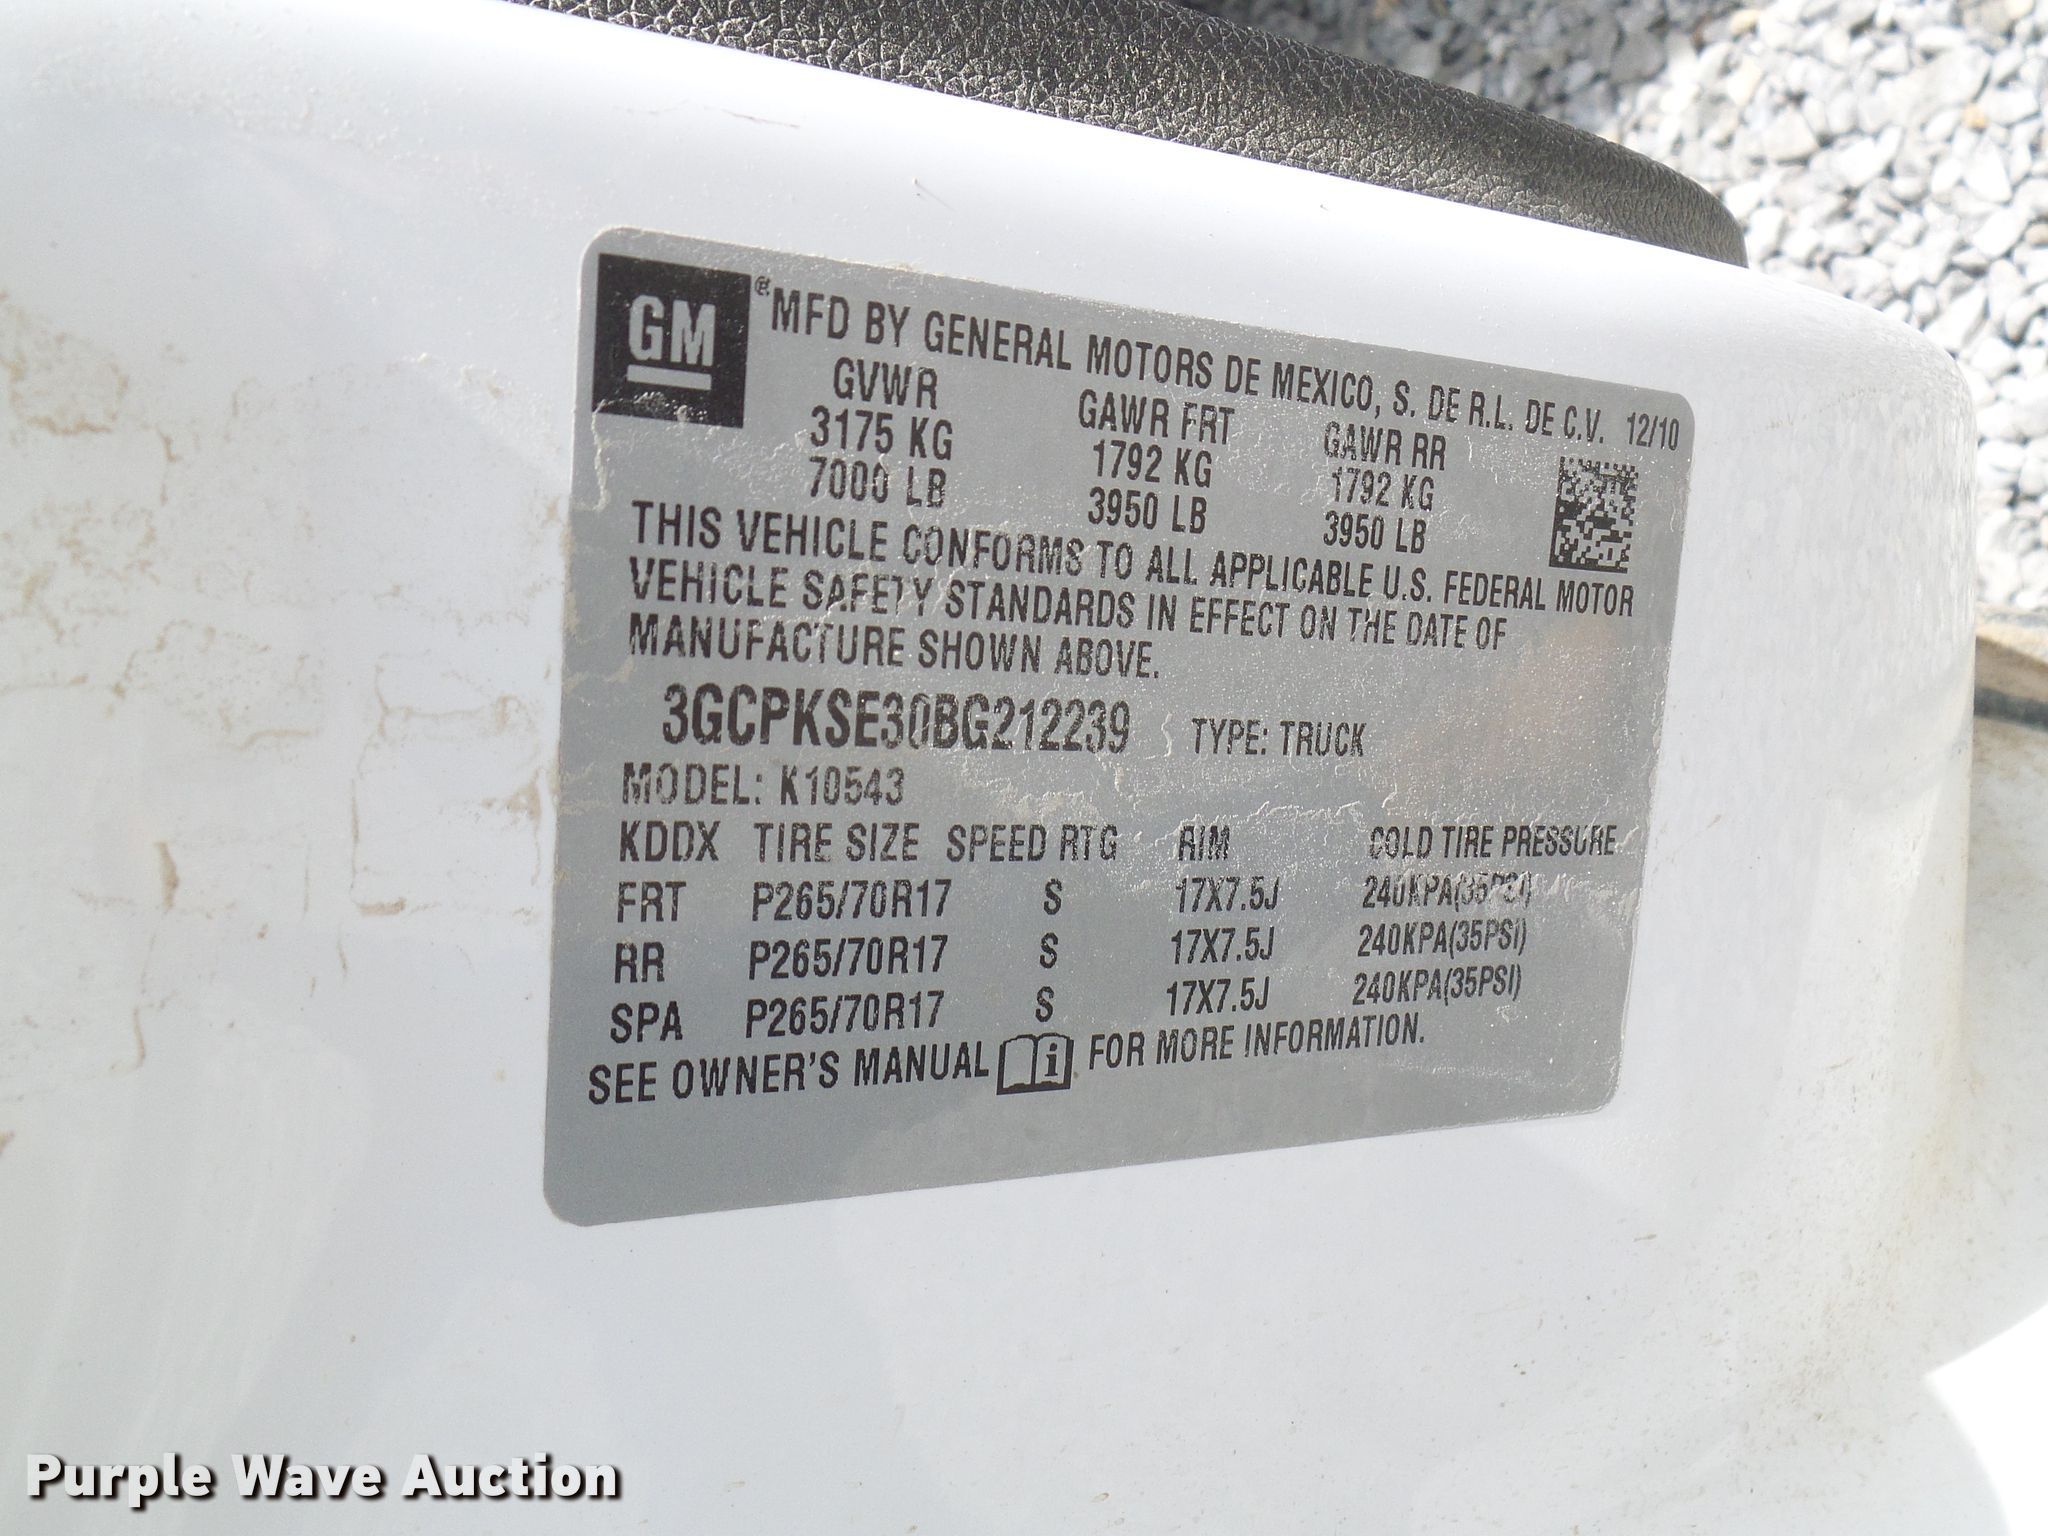 GM ® MFD BY GENERAL MOTORS DE MEXICO, S. DE R.L. DE C.V. 12/10
GVWR GAWR FRT GAWR RR
3175 KG 1792 KG 1792 KG
7000 LB 3950 LB 3950 LB
THIS VEHICLE CONFORMS TO ALL APPLICABLE U.S. FEDERAL MOTOR
VEHICLE SAFETY STANDARDS IN EFFECT ON THE DATE OF
MANUFACTURE SHOWN ABOVE.
3GCPKSE30BG212239 TYPE: TRUCK
MODEL: K10543
KDDX TIRE SIZE SPEED RTG RIM COLD TIRE PRESSURE
FRT P265/70R17 S 17X7.5J 240KPA(35PSI)
RR P265/70R17 S 17X7.5J 240KPA(35PSI)
SPA P265/70R17 S 17X7.5J 240KPA(35PSI)
SEE OWNER'S MANUAL i FOR MORE INFORMATION.
Purple Wave Auction